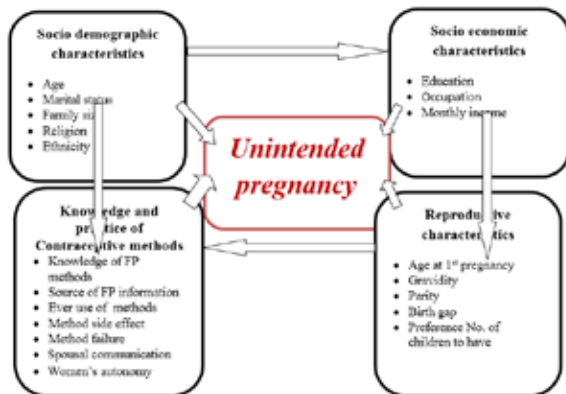 Socio demographic
characteristics
Age
Marital status
Family size
Religion
Ethnicity
Socio economic
characteristics
Education
Occupation
Monthly income
Unintended
pregnancy
Knowledge and
practice of
Contraceptive methods
Knowledge of FP
methods
Source of FP information
Ever use of methods
Method side effect
Method failure
Spousal communication
Women's autonomy
Reproductive
characteristics
Age at 1st pregnancy
Gravidity
Parity
Birth gap
Preference No. of
children to have